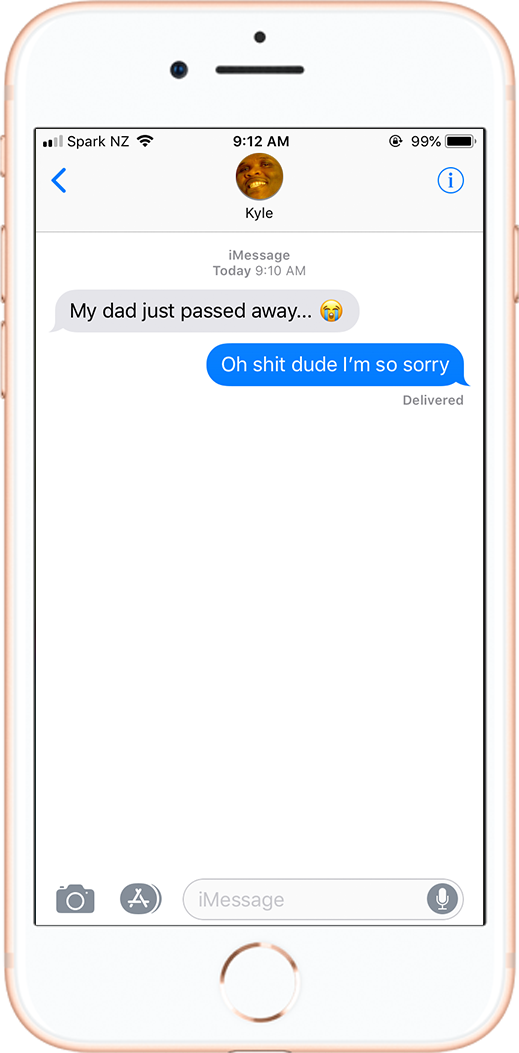 Spark NZ 9:12 AM 99%
Kyle
iMessage
Today 9:10 AM
My dad just passed away... 😭
Oh shit dude I’m so sorry
Delivered
iMessage